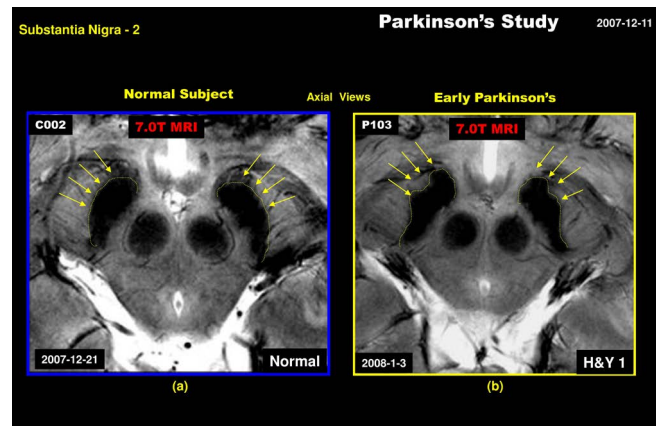 Substantia Nigra - 2
Parkinson's Study
2007-12-11
Normal Subject
Axial Views
Early Parkinson's
C002
7.0T MRI
P103
7.0T MRI
2007-12-21
Normal
2008-1-3
H&Y 1
(a)
(b)